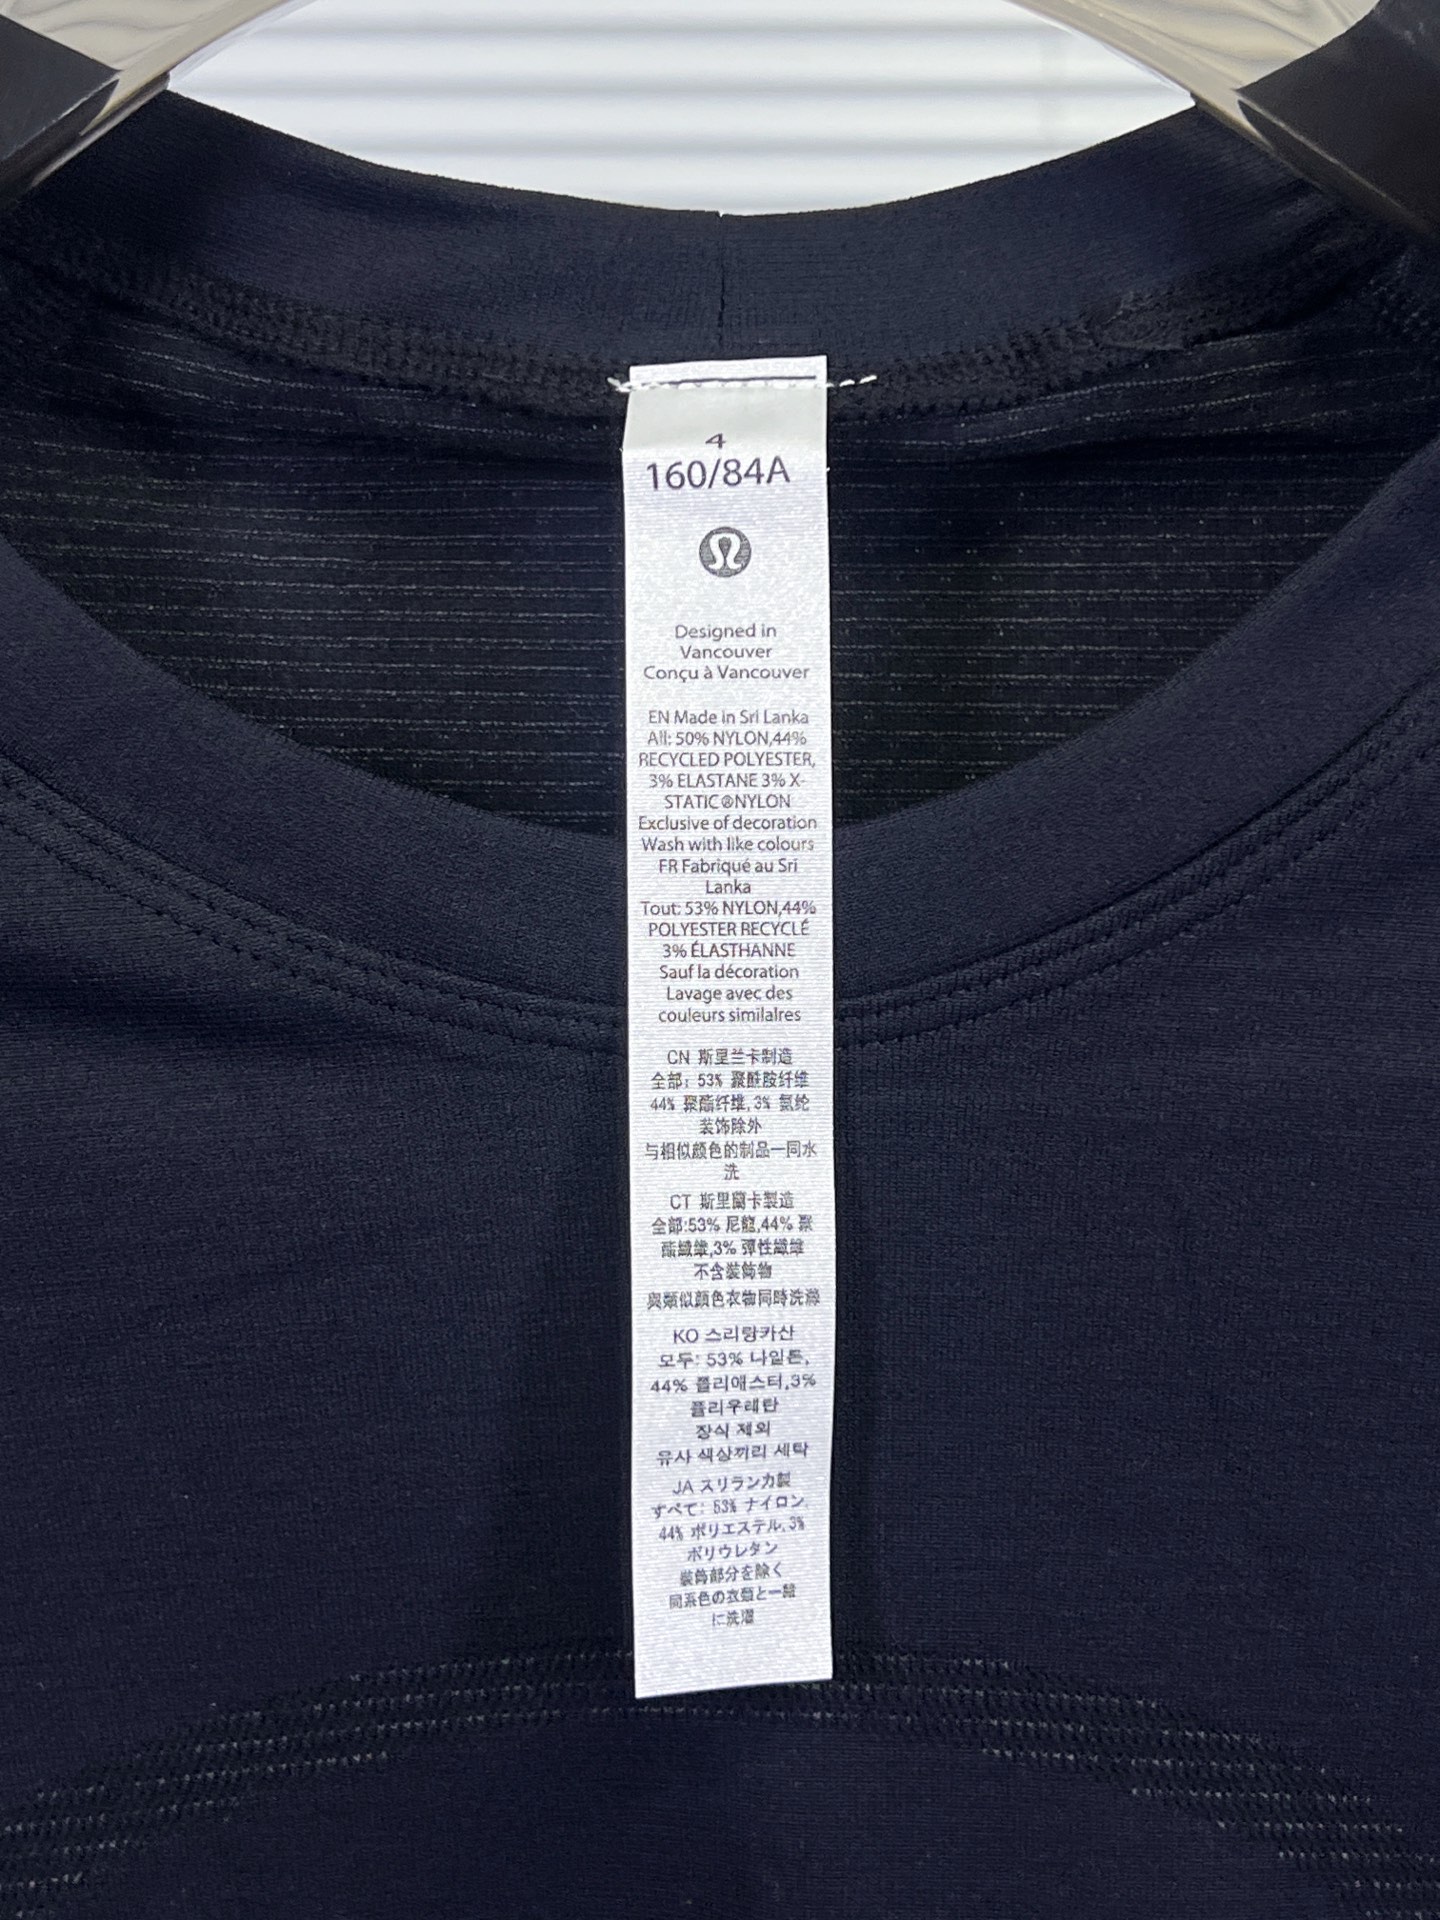 4
160/84A
Designed in
Vancouver
Conçu à Vancouver
EN Made in Sri Lanka
All: 50% NYLON,44%
RECYCLED POLYESTER,
3% ELASTANE 3% X-
STATIC®NYLON
Exclusive of decoration
Wash with like colours
FR Fabriqué au Sri
Lanka
Tout: 53% NYLON,44%
POLYESTER RECYCLÉ
3% ÉLASTHANNE
Sauf la décoration
Lavage avec des
couleurs similaires
CN 斯里兰卡制造
全部: 53% 聚酰胺纤维
44% 聚酯纤维, 3% 氨纶
装饰除外
与相似颜色的制品一同水
洗
CT 斯里蘭卡製造
全部:53% 尼龍,44% 聚
酯纖維,3% 彈性纖維
不含裝飾物
與類似顏色衣物同時洗滌
KO 스리랑카산
모두: 53% 나일론,
44% 폴리에스터,3%
폴리우레탄
장식 제외
유사 색상끼리 세탁
JA スリランカ製
すべて: 53% ナイロン,
44% ポリエステル, 3%
ポリウレタン
装飾部分を除く
同系色の衣類と一緒
に洗濯